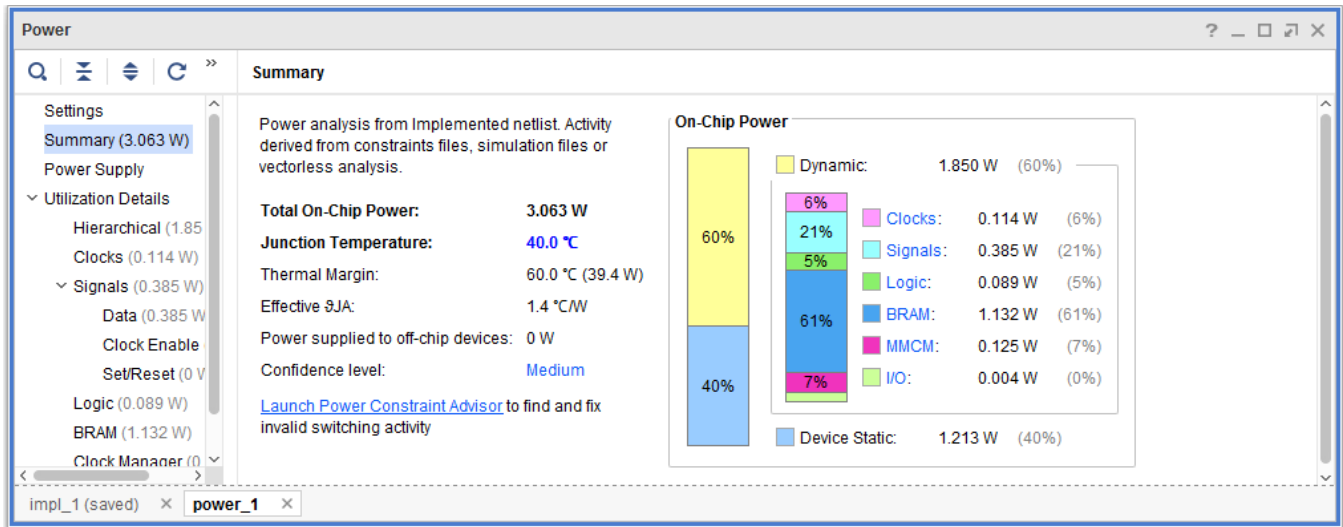 Power
Summary
Settings
Summary (3.063 W)
Power Supply
Utilization Details
Hierarchical (1.85
Clocks (0.114 W)
Signals (0.385 W)
Data (0.385 W
Clock Enable
Set/Reset (0 W
Logic (0.089 W)
BRAM (1.132 W)
Clock Manager (0
Power analysis from Implemented netlist. Activity
derived from constraints files, simulation files or
vectorless analysis.
Total On-Chip Power: 3.063 W
Junction Temperature: 40.0 °C
Thermal Margin: 60.0 °C (39.4 W)
Effective ϑJA: 1.4 °C/W
Power supplied to off-chip devices: 0 W
Confidence level: Medium
Launch Power Constraint Advisor to find and fix
invalid switching activity
On-Chip Power
60%
40%
Dynamic: 1.850 W (60%)
6% Clocks: 0.114 W (6%)
21% Signals: 0.385 W (21%)
5% Logic: 0.089 W (5%)
61% BRAM: 1.132 W (61%)
7% MMCM: 0.125 W (7%)
I/O: 0.004 W (0%)
Device Static: 1.213 W (40%)
impl_1 (saved) × power_1 ×